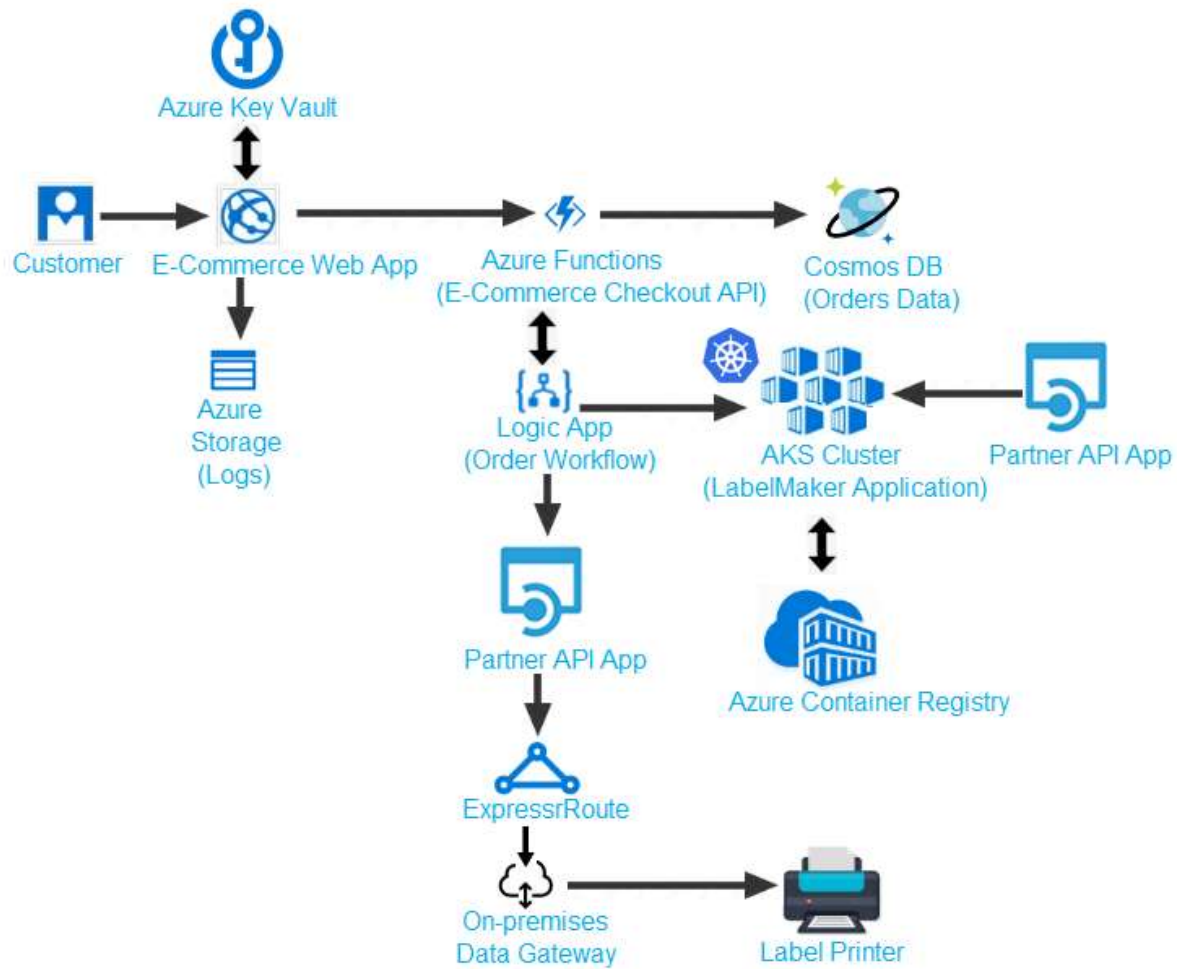 Azure Key Vault
Customer
E-Commerce Web App
Azure Functions
(E-Commerce Checkout API)
Cosmos DB
(Orders Data)
Azure
Storage
(Logs)
Logic App
(Order Workflow)
AKS Cluster
(LabelMaker Application)
Partner API App
Partner API App
Azure Container Registry
ExpressrRoute
On-premises
Data Gateway
Label Printer